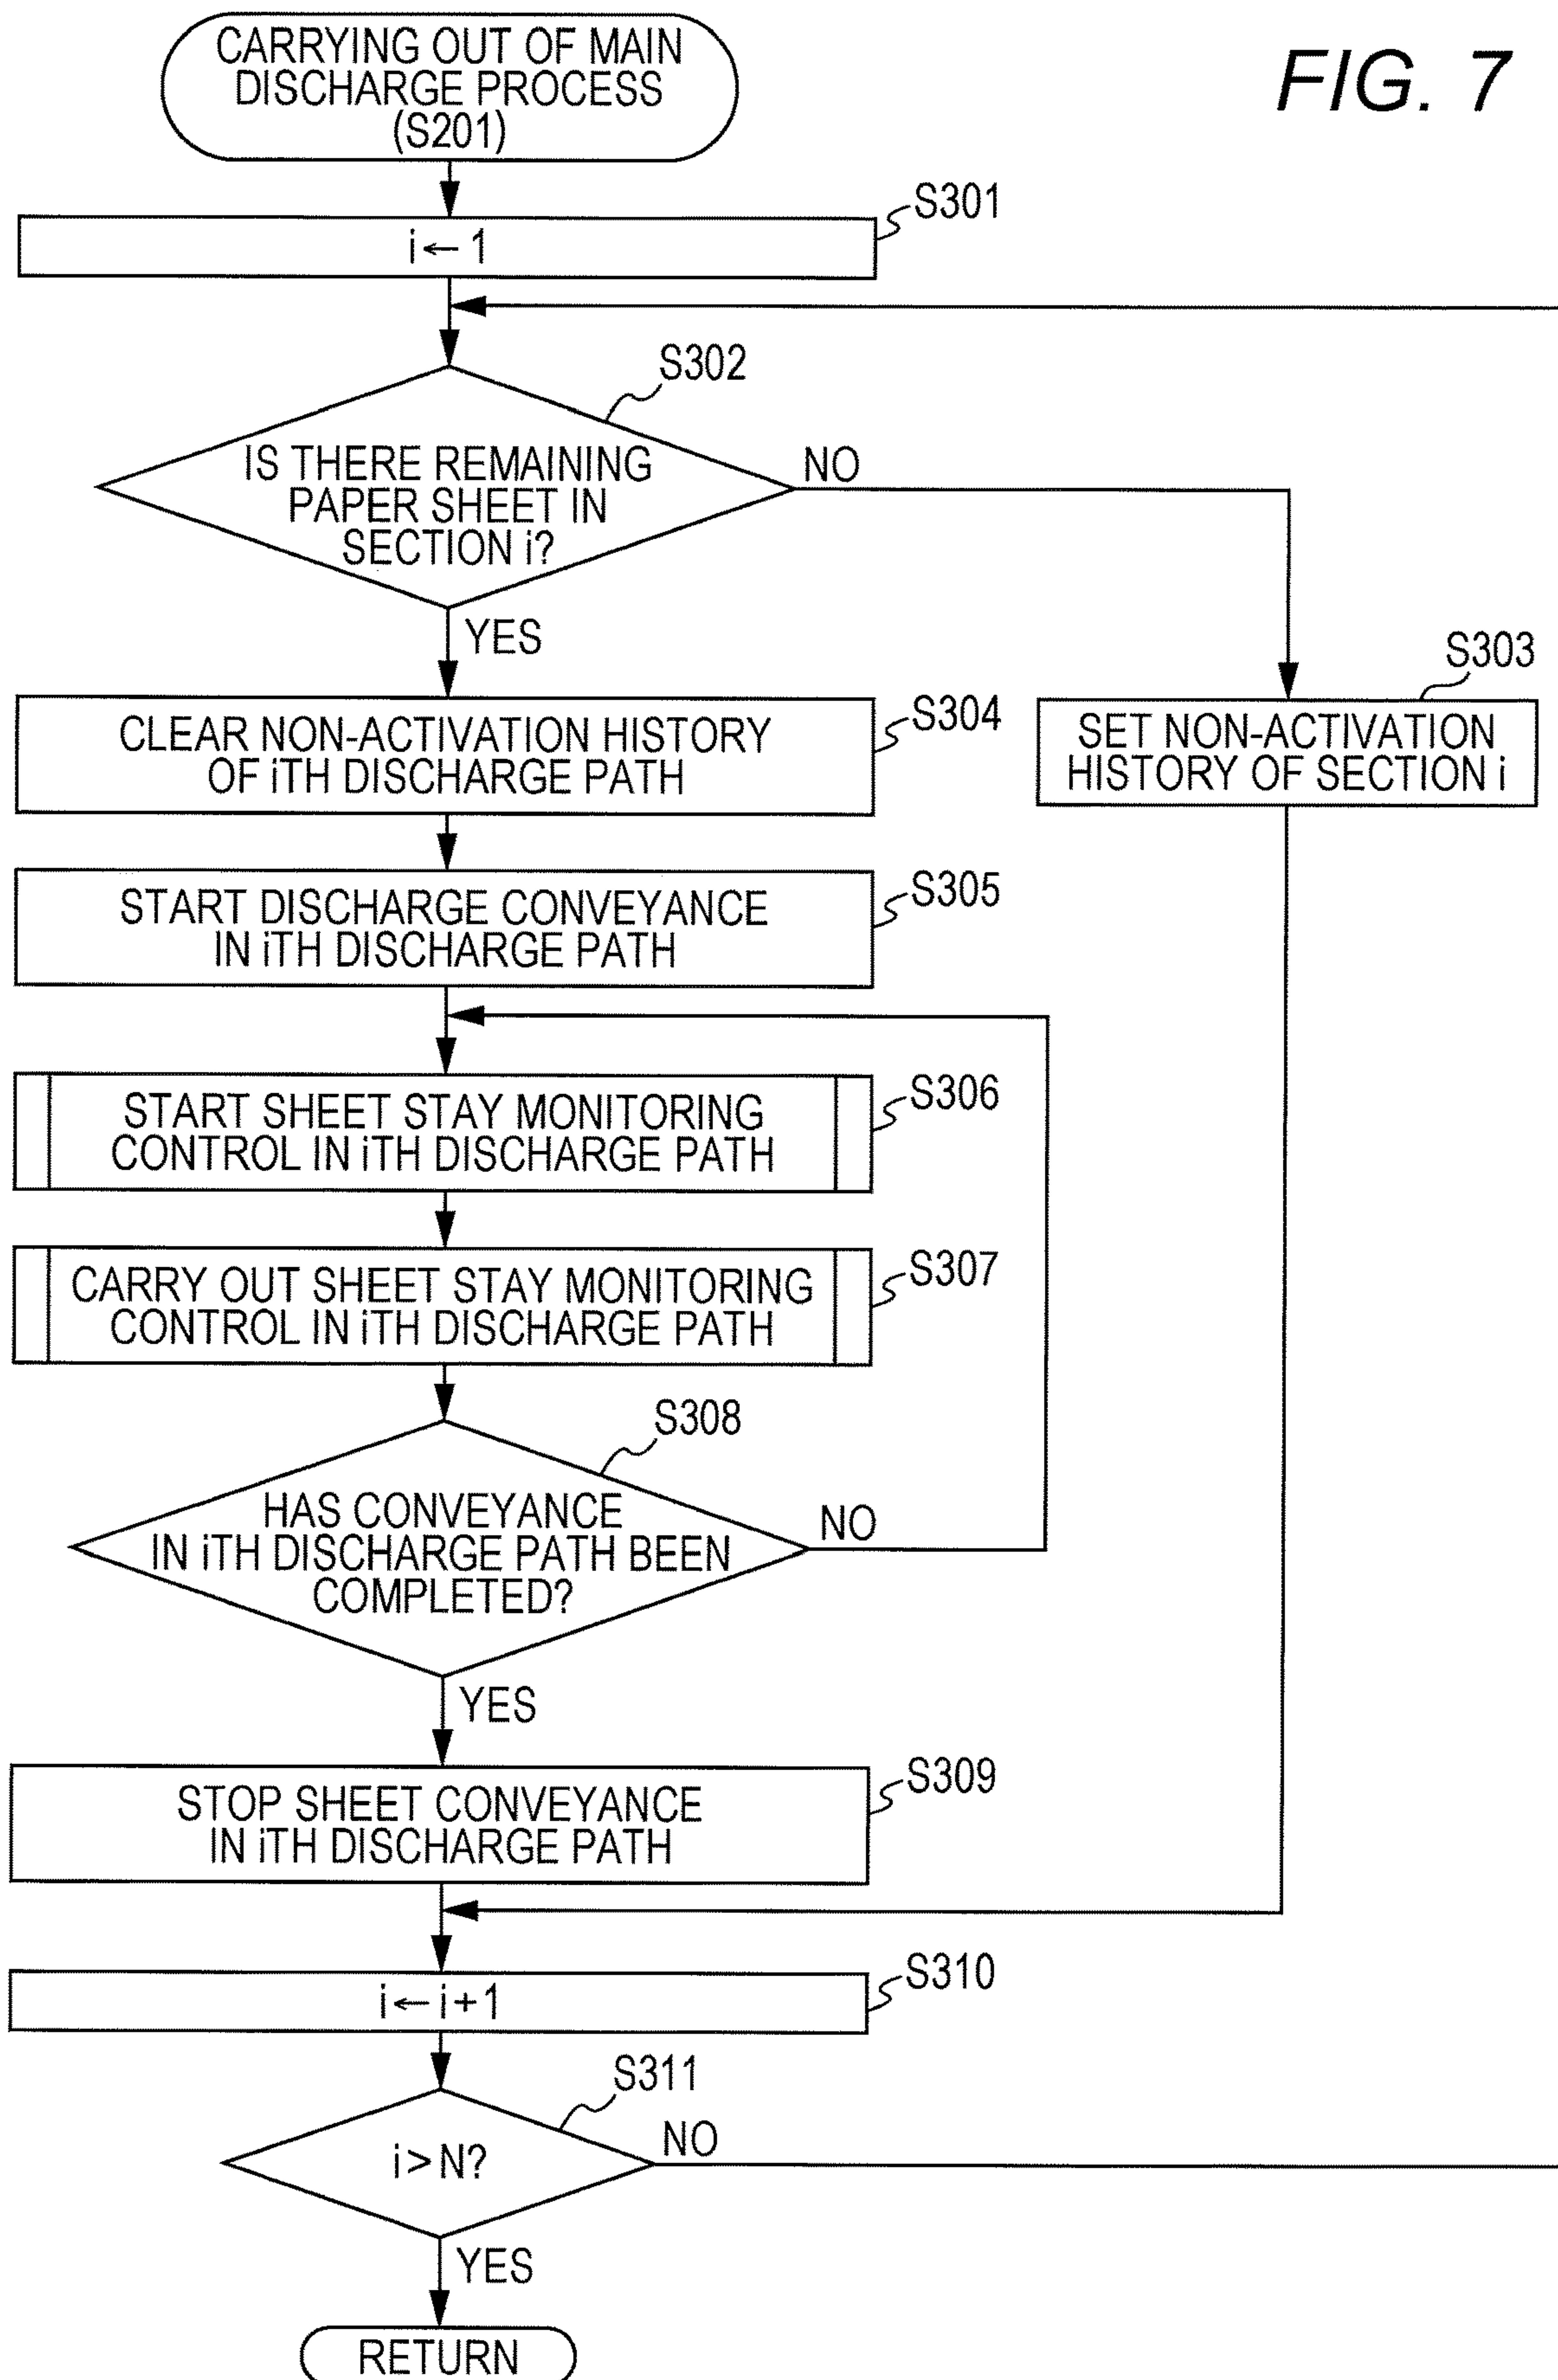 CARRYING OUT OF MAIN
DISCHARGE PROCESS
(S201)
FIG. 7
S301
i←1
S302
IS THERE REMAINING
PAPER SHEET IN
SECTION i?
NO
YES
S303
SET NON-ACTIVATION
HISTORY OF SECTION i
S304
CLEAR NON-ACTIVATION HISTORY
OF iTH DISCHARGE PATH
S305
START DISCHARGE CONVEYANCE
IN iTH DISCHARGE PATH
S306
START SHEET STAY MONITORING
CONTROL IN iTH DISCHARGE PATH
S307
CARRY OUT SHEET STAY MONITORING
CONTROL IN iTH DISCHARGE PATH
S308
HAS CONVEYANCE
IN iTH DISCHARGE PATH BEEN
COMPLETED?
NO
YES
S309
STOP SHEET CONVEYANCE
IN iTH DISCHARGE PATH
S310
i←i+1
S311
i>N?
NO
YES
RETURN